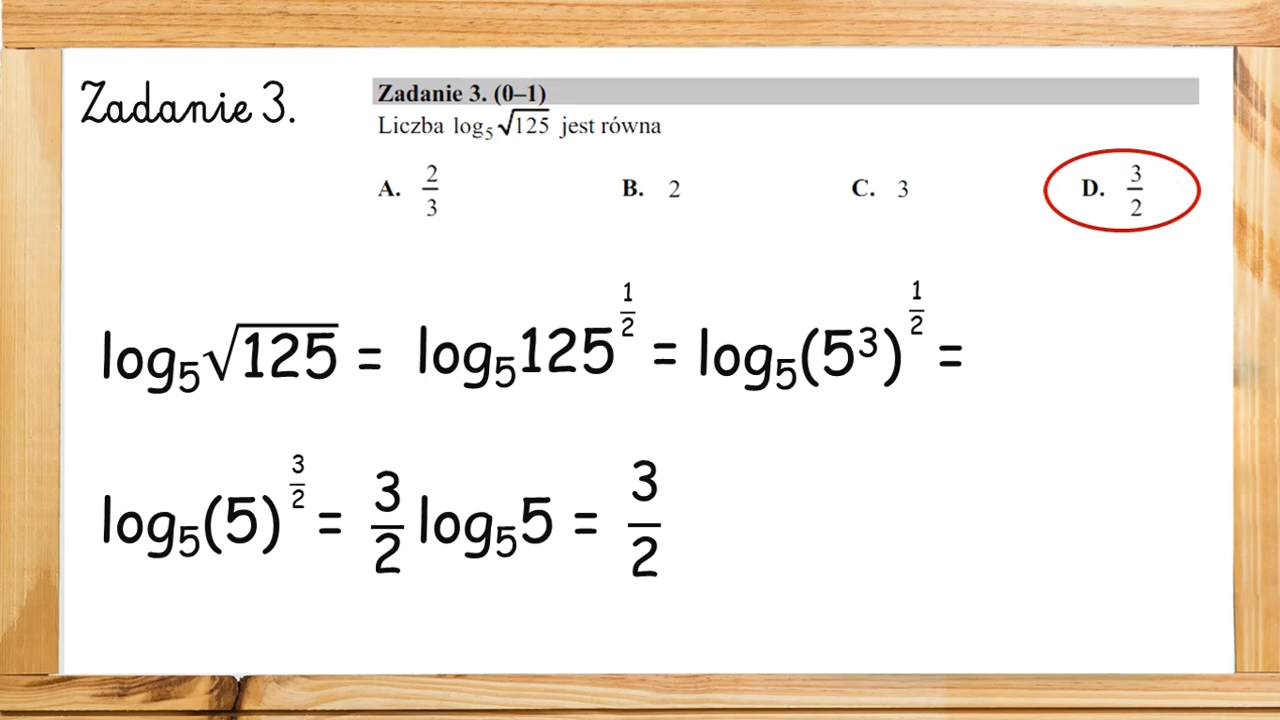 Zadanie 3.
Zadanie 3. (0–1)
Liczba log₅√125 jest równa
A. 2/3 B. 2 C. 3 D. 3/2
log₅√125 = log₅125^(1/2) = log₅(5³)^(1/2) =
log₅(5)^(3/2) = 3/2 log₅5 = 3/2